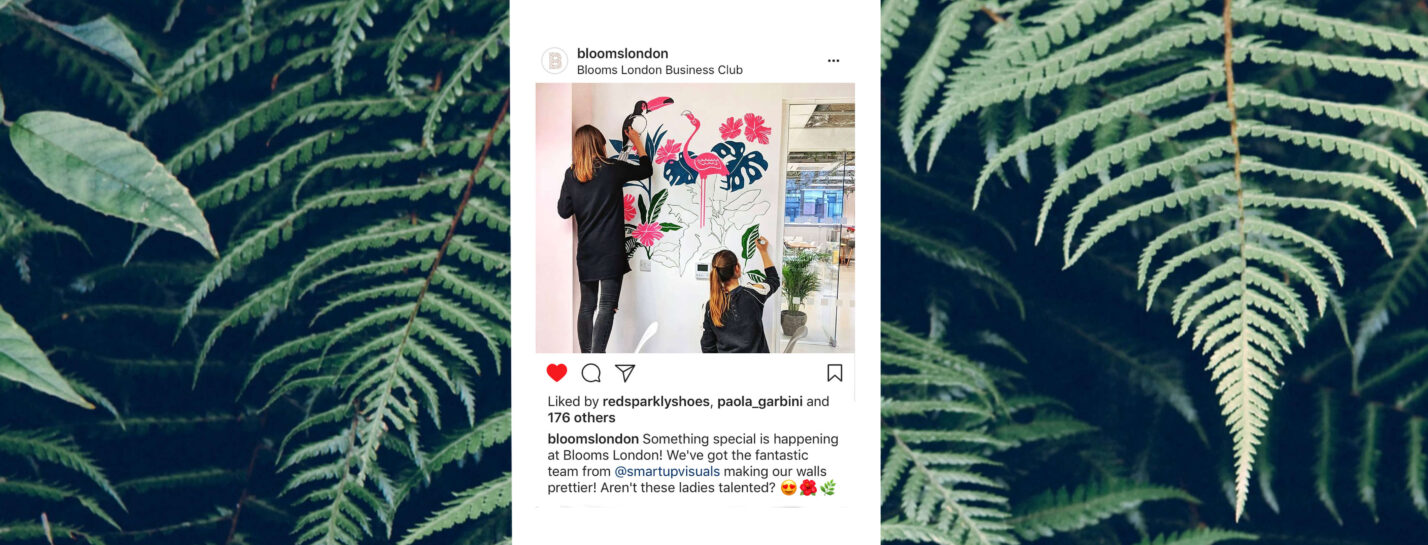 B
bloomslondon
Blooms London Business Club
Liked by redsparklyshoes, paola_garbini and
176 others
bloomslondon Something special is happening
at Blooms London! We've got the fantastic
team from @smartupvisuals making our walls
prettier! Aren't these ladies talented? 😍🌺🌿